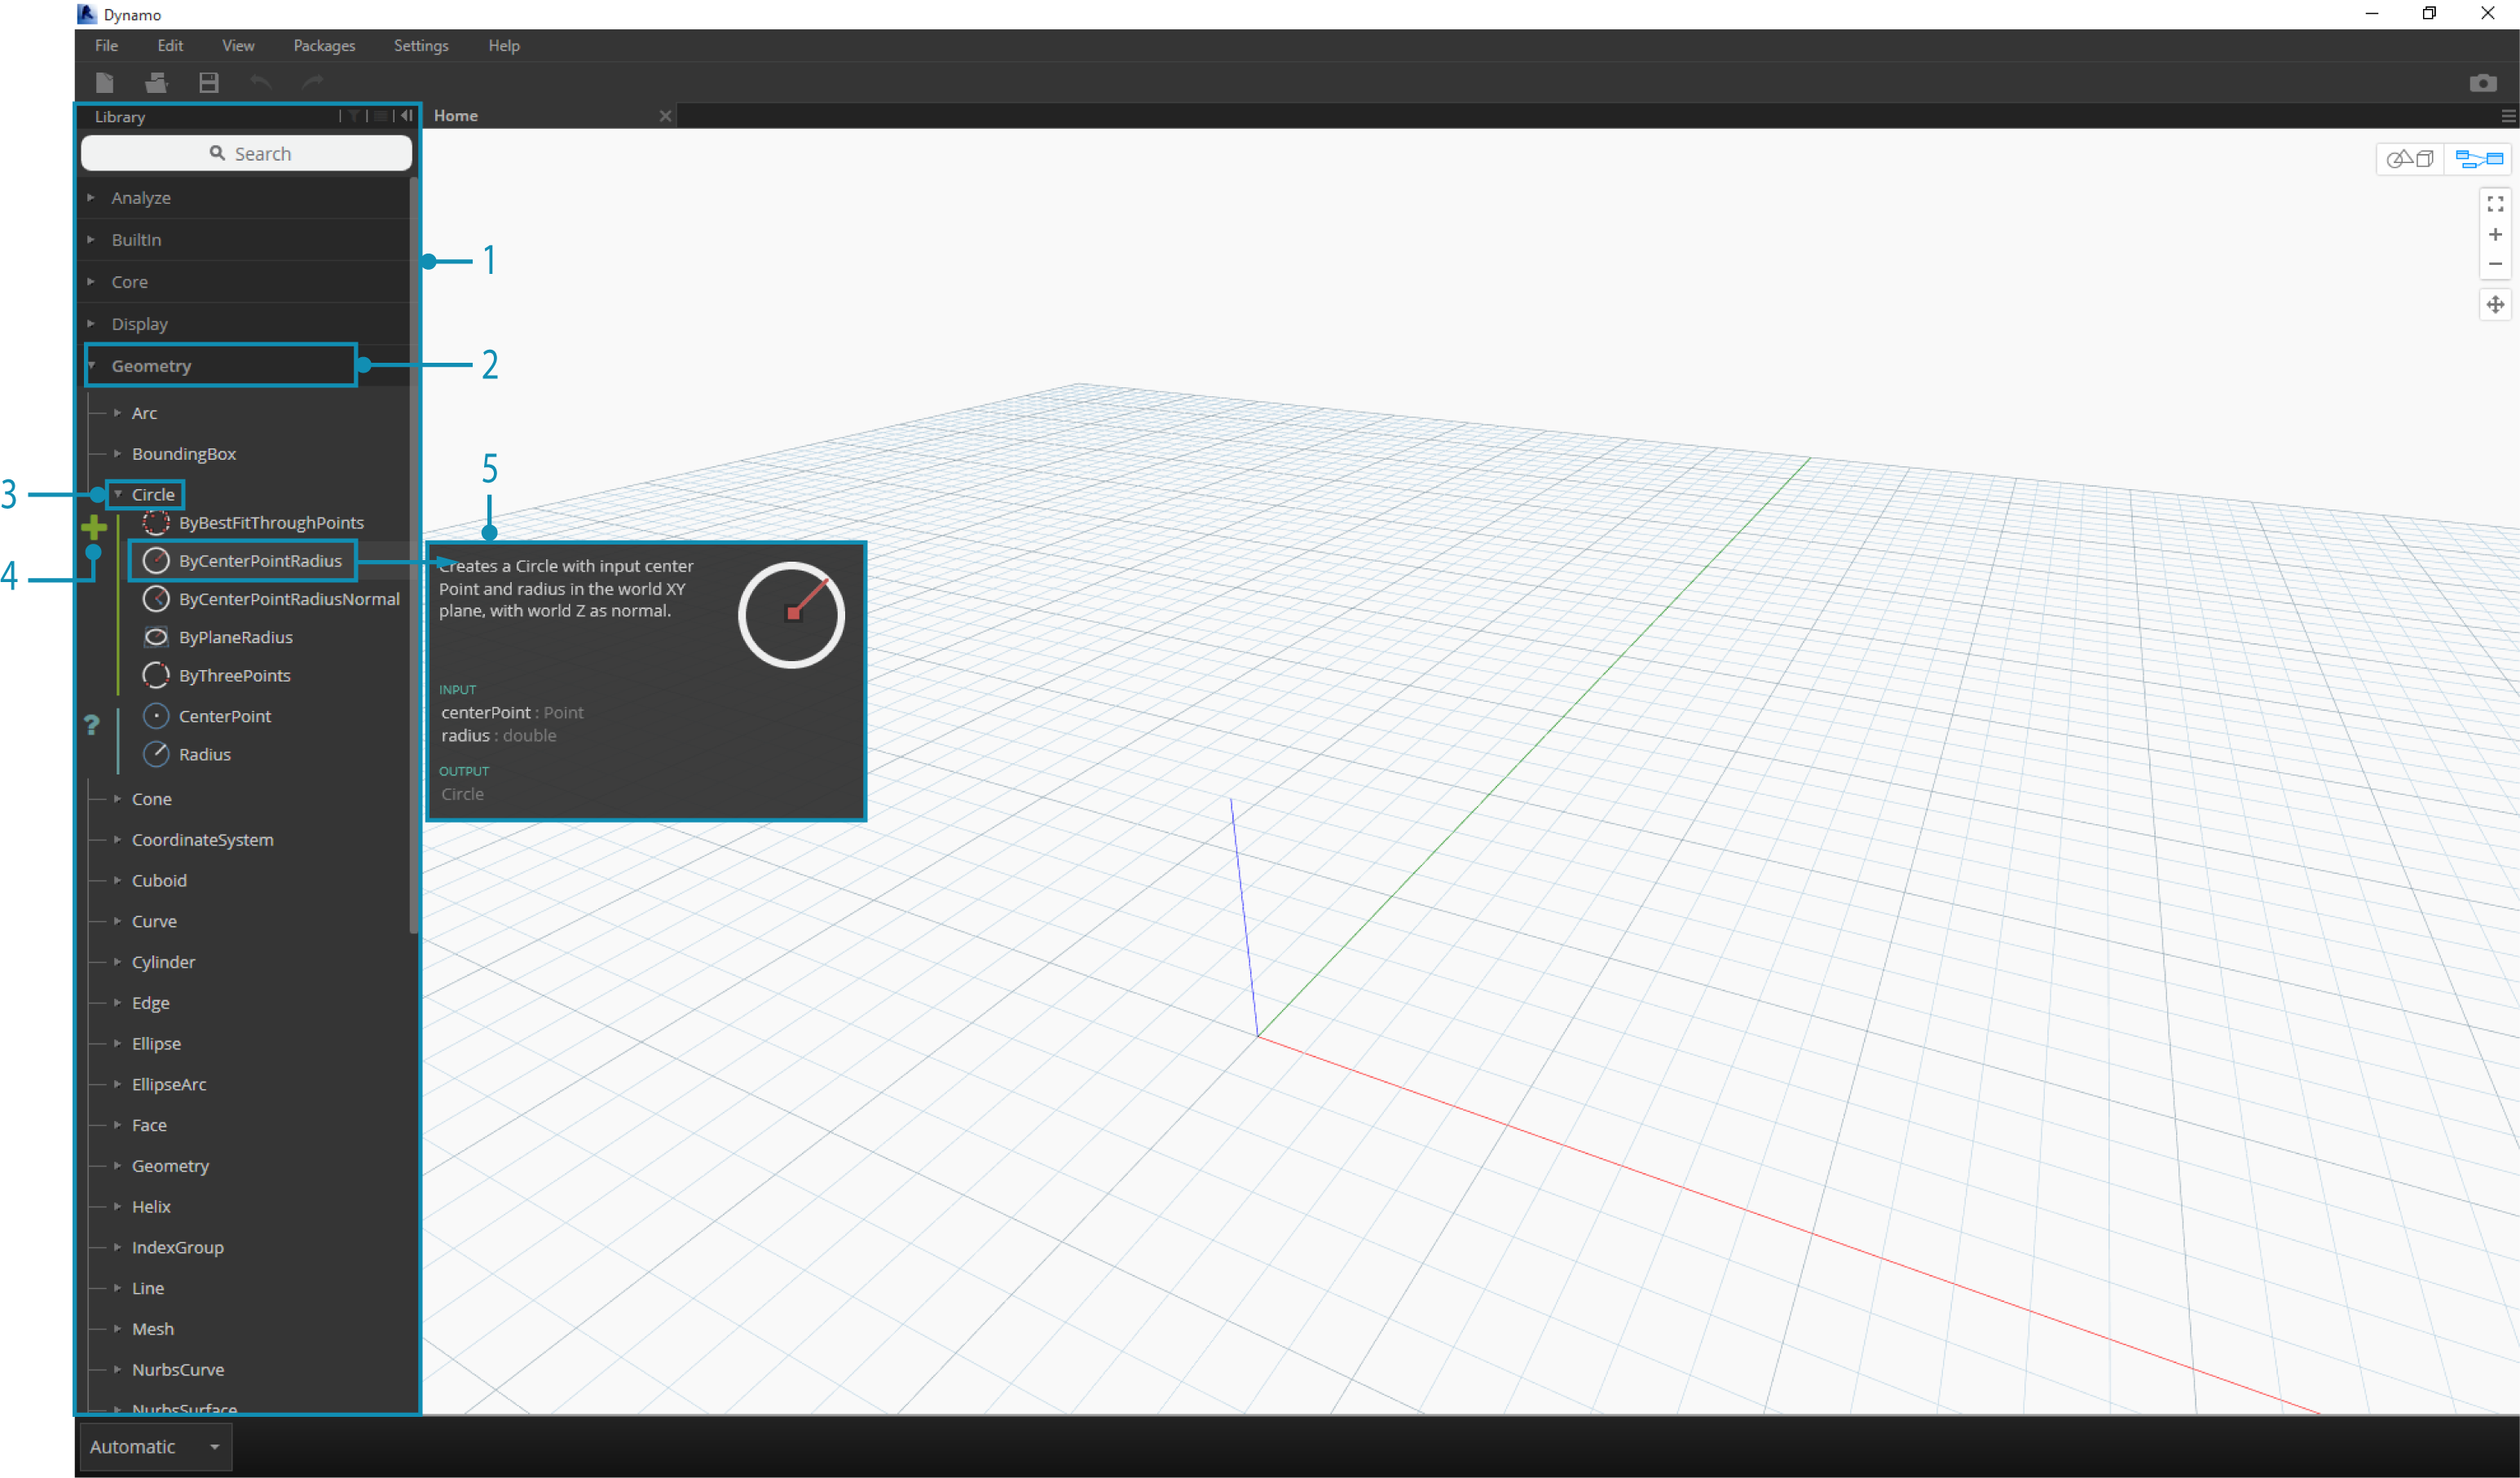 Dynamo
File Edit View Packages Settings Help
Library
Home
Search
Analyze
BuiltIn
1
Core
Display
Geometry
2
Arc
BoundingBox
5
3
Circle
ByBestFitThroughPoints
4
ByCenterPointRadius
ByCenterPointRadiusNormal
ByPlaneRadius
ByThreePoints
?
CenterPoint
Radius
Creates a Circle with input center
Point and radius in the world XY
plane, with world Z as normal.
INPUT
centerPoint : Point
radius : double
OUTPUT
Circle
Cone
CoordinateSystem
Cuboid
Curve
Cylinder
Edge
Ellipse
EllipseArc
Face
Geometry
Helix
IndexGroup
Line
Mesh
NurbsCurve
NurbsSurface
Automatic